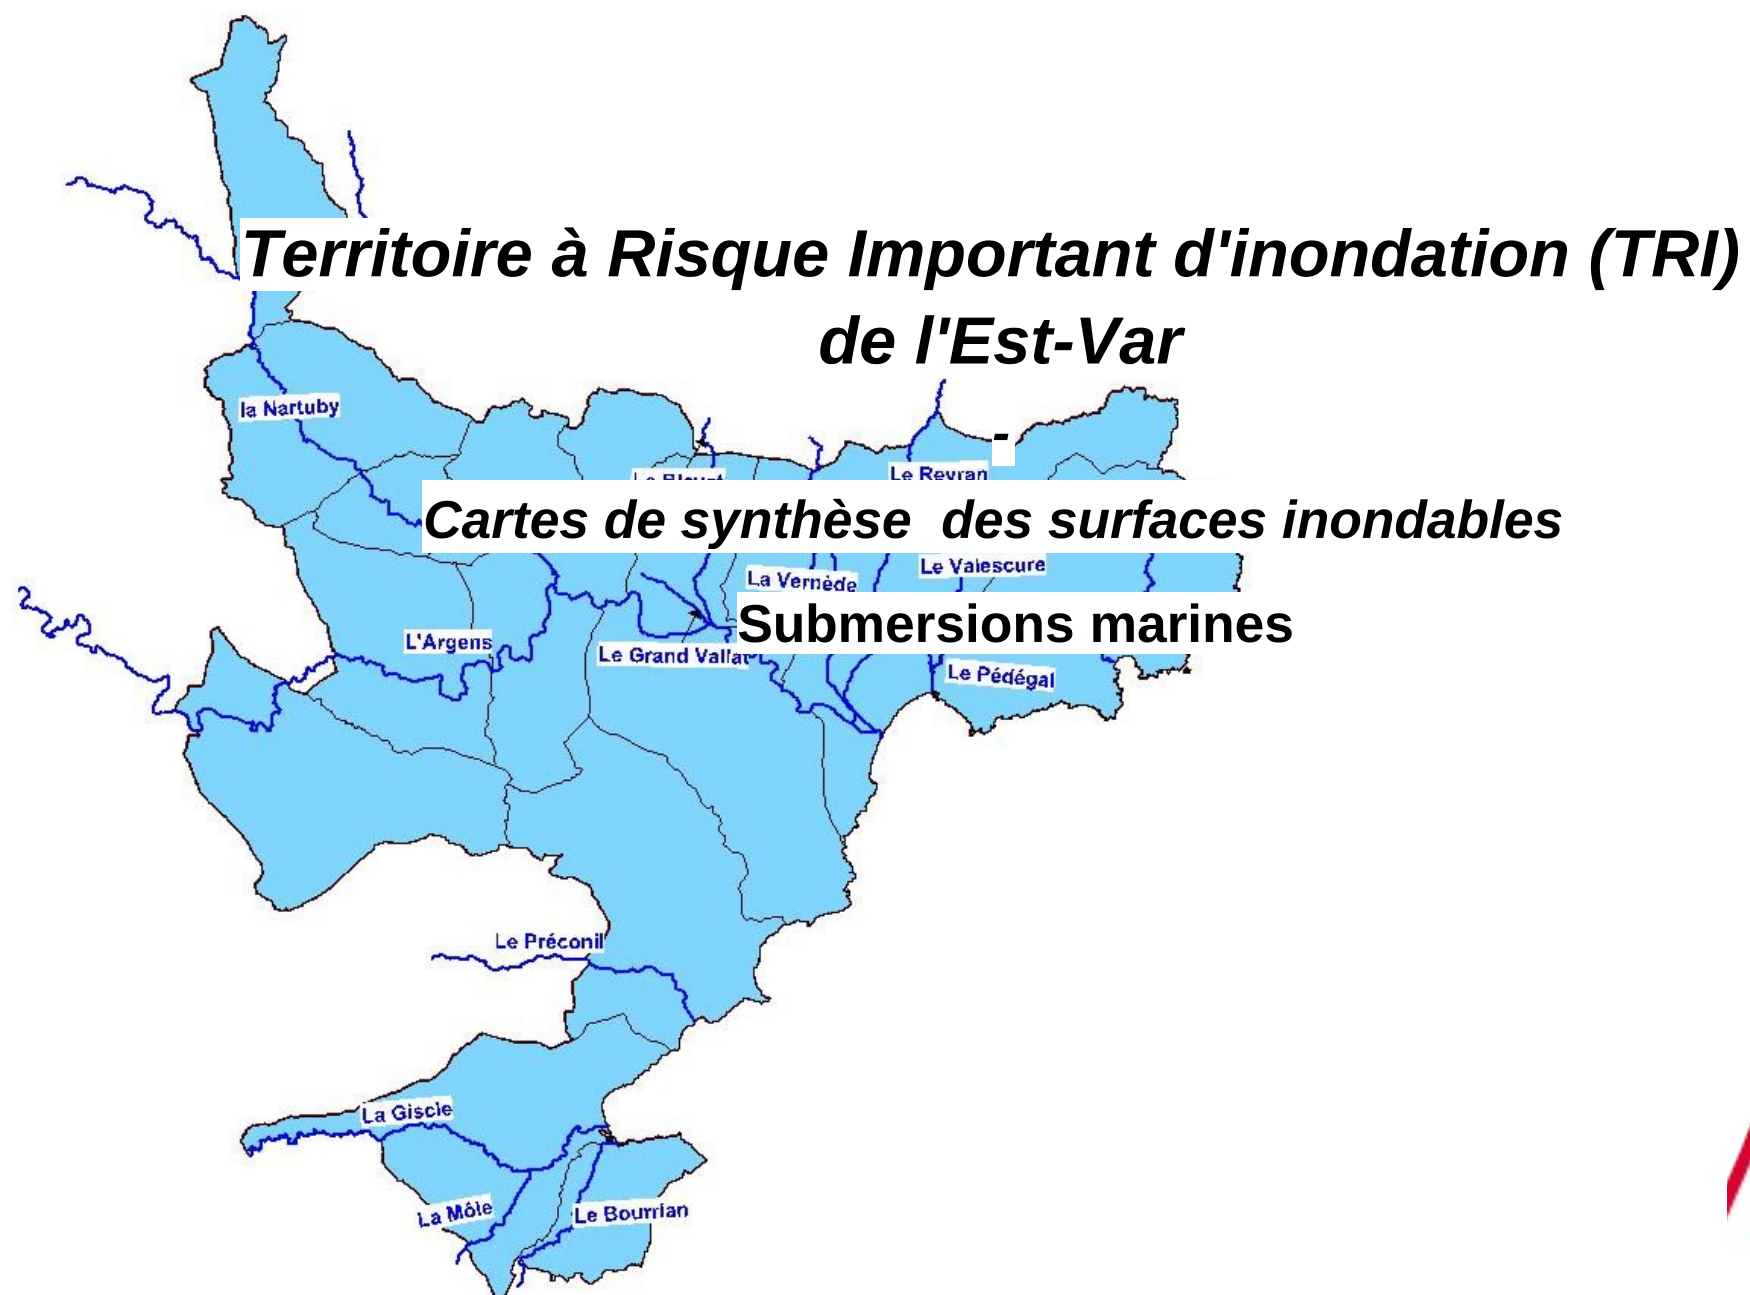 Territoire à Risque Important d'inondation (TRI)
de l'Est-Var
la Nartuby
-
Le Reyran
Cartes de synthèse des surfaces inondables
Le Valescure
La Vernède
Submersions marines
L'Argens
Le Grand Vallat
Le Pédégal
Le Préconil
La Giscle
La Môle
Le Bourrian